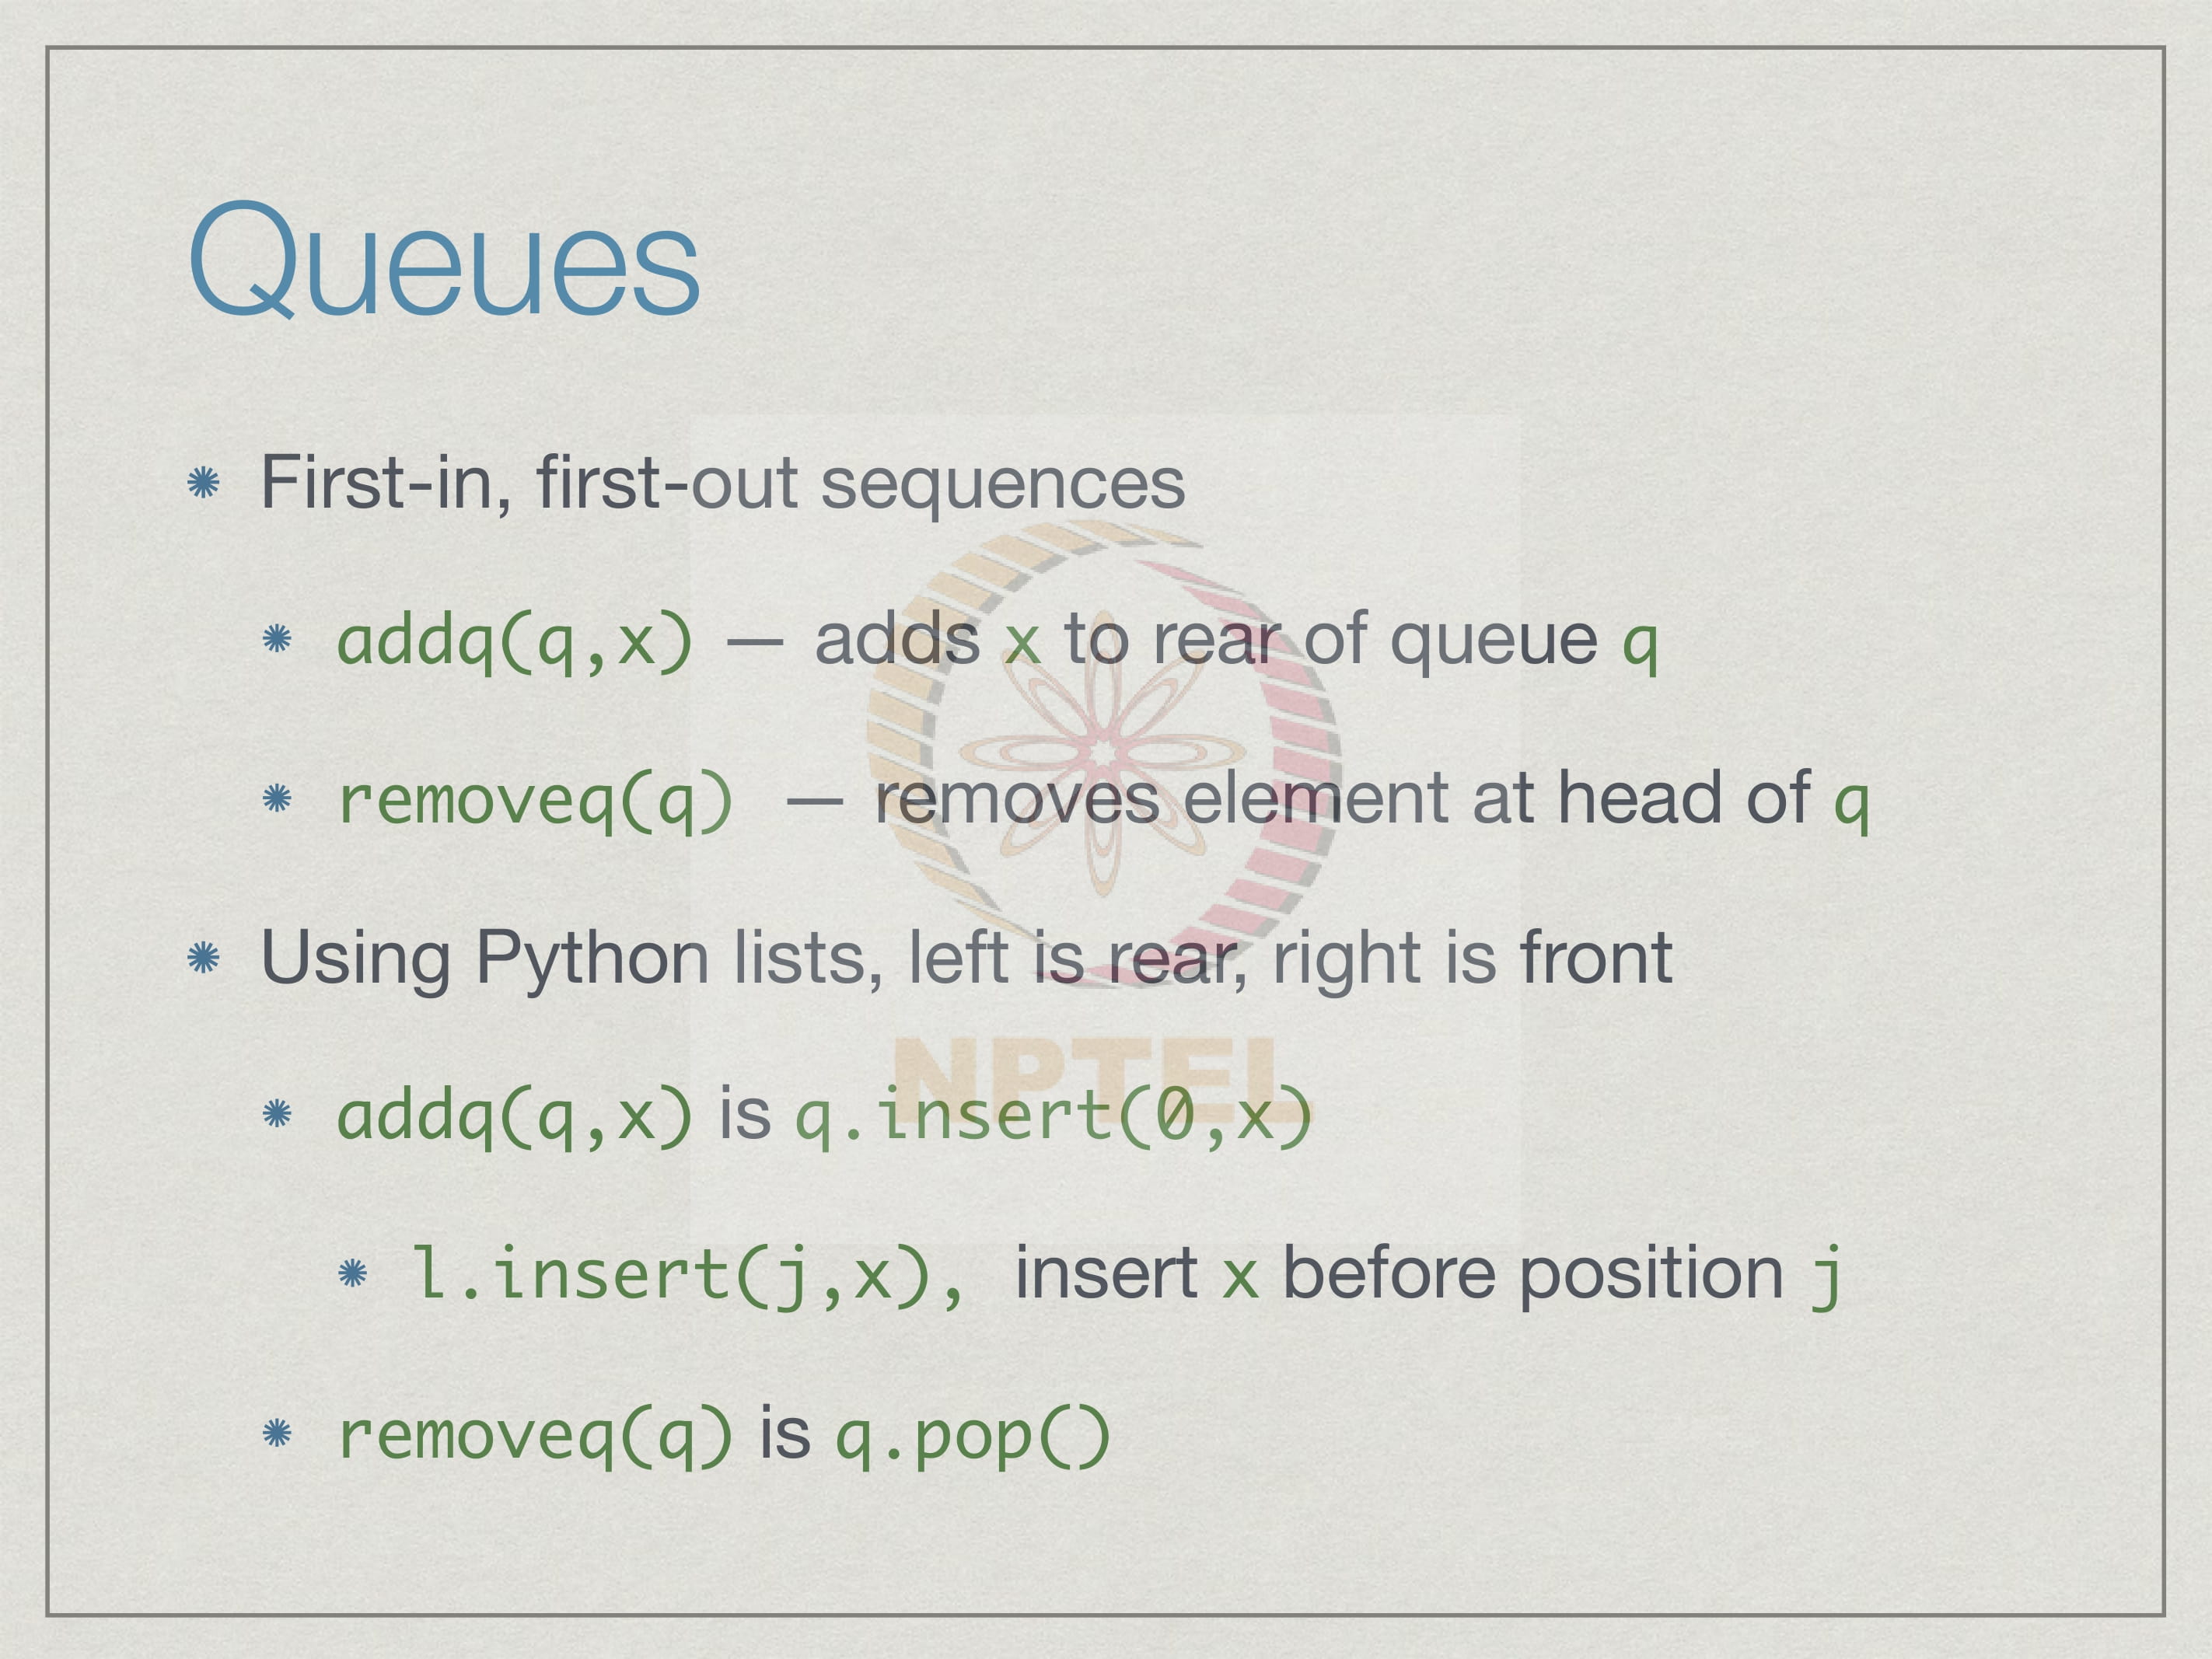 Queues
First-in, first-out sequences
addq(q,x) — adds x to rear of queue q
removeq(q) — removes element at head of q
Using Python lists, left is rear, right is front
NPTEL
addq(q,x) is q.insert(0,x)
l.insert(j,x), insert x before position j
removeq(q) is q.pop()